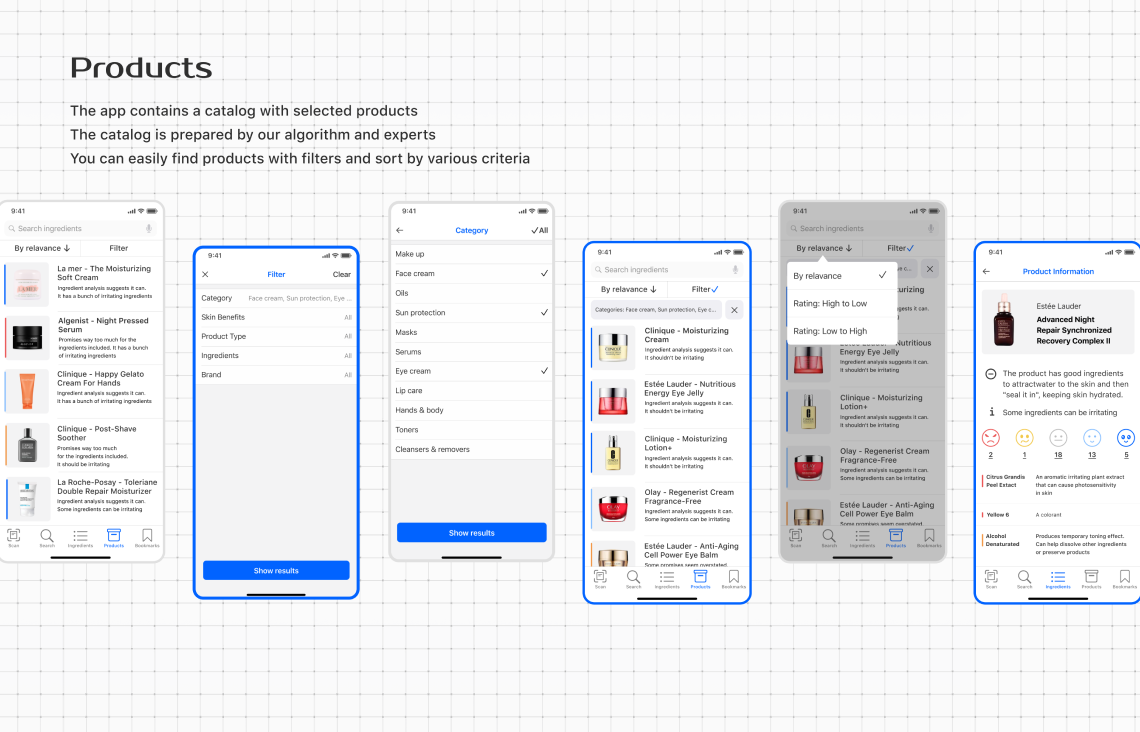 Products
The app contains a catalog with selected products
The catalog is prepared by our algorithm and experts
You can easily find products with filters and sort by various criteria
9:41
Search ingredients
By relavance ↓
Filter
La mer - The Moisturizing
Soft Cream
Ingredient analysis suggests it can.
It has a bunch of irritating ingredients
Algenist - Night Pressed
Serum
Promises way too much for the
ingredients included. It has a bunch
of irritating ingredients
Clinique - Happy Gelato
Cream For Hands
Ingredient analysis suggests it can.
It has a bunch of irritating ingredients
Clinique - Post-Shave
Soother
Promises way too much
for the ingredients included.
It should be irritating
La Roche-Posay - Toleriane
Double Repair Moisturizer
Ingredient analysis suggests it can.
Some ingredients can be irritating
Scan
Search
Ingredients
Products
Bookmarks
9:41
Filter
Clear
Category
Face cream, Sun protection, Eye ...
Skin Benefits
All
Product Type
All
Ingredients
All
Brand
All
Show results
9:41
Category
All
Make up
Face cream
Oils
Sun protection
Masks
Serums
Eye cream
Lip care
Hands & body
Toners
Cleansers & removers
Show results
9:41
Search ingredients
By relavance ↓
Filter
Categories: Face cream, Sun protection, Eye c...
Clinique - Moisturizing
Cream
Ingredient analysis suggests it can.
It shouldn't be irritating
Estée Lauder - Nutritious
Energy Eye Jelly
Ingredient analysis suggests it can.
It shouldn't be irritating
Clinique - Moisturizing
Lotion+
Ingredient analysis suggests it can.
It shouldn't be irritating
Olay - Regenerist Cream
Fragrance-Free
Ingredient analysis suggests it can.
Some ingredients can be irritating
Estée Lauder - Anti-Aging
Cell Power Eye Balm
Some promises seem overstated
Scan
Search
Ingredients
Products
Bookmarks
9:41
Search ingredients
By relavance ↓
Filter
By relavance
Rating: High to Low
Rating: Low to High
e c...
urizing
gests it can.
Nutritious
Energy Eye Jelly
Ingredient analysis suggests it can.
It shouldn't be irritating
Clinique - Moisturizing
Lotion+
Ingredient analysis suggests it can.
It shouldn't be irritating
Olay - Regenerist Cream
Fragrance-Free
Ingredient analysis suggests it can.
Some ingredients can be irritating
Estée Lauder - Anti-Aging
Cell Power Eye Balm
Some promises seem overstated
Scan
Search
Ingredients
Products
Bookmarks
9:41
Product Information
Estée Lauder
Advanced Night
Repair Synchronized
Recovery Complex II
The product has good ingredients
to attractwater to the skin and then
"seal it in", keeping skin hydrated.
Some ingredients can be irritating
2
1
18
13
5
Citrus Grandis
Peel Extact
An aromatic irritating plant extract
that can cause photosensitivity
in skin
Yellow 6
A colorant
Alcohol
Denaturated
Produces temporary toning effect.
Can help dissolve other ingredients
or preserve products
Scan
Search
Ingredients
Products
Bookmarks